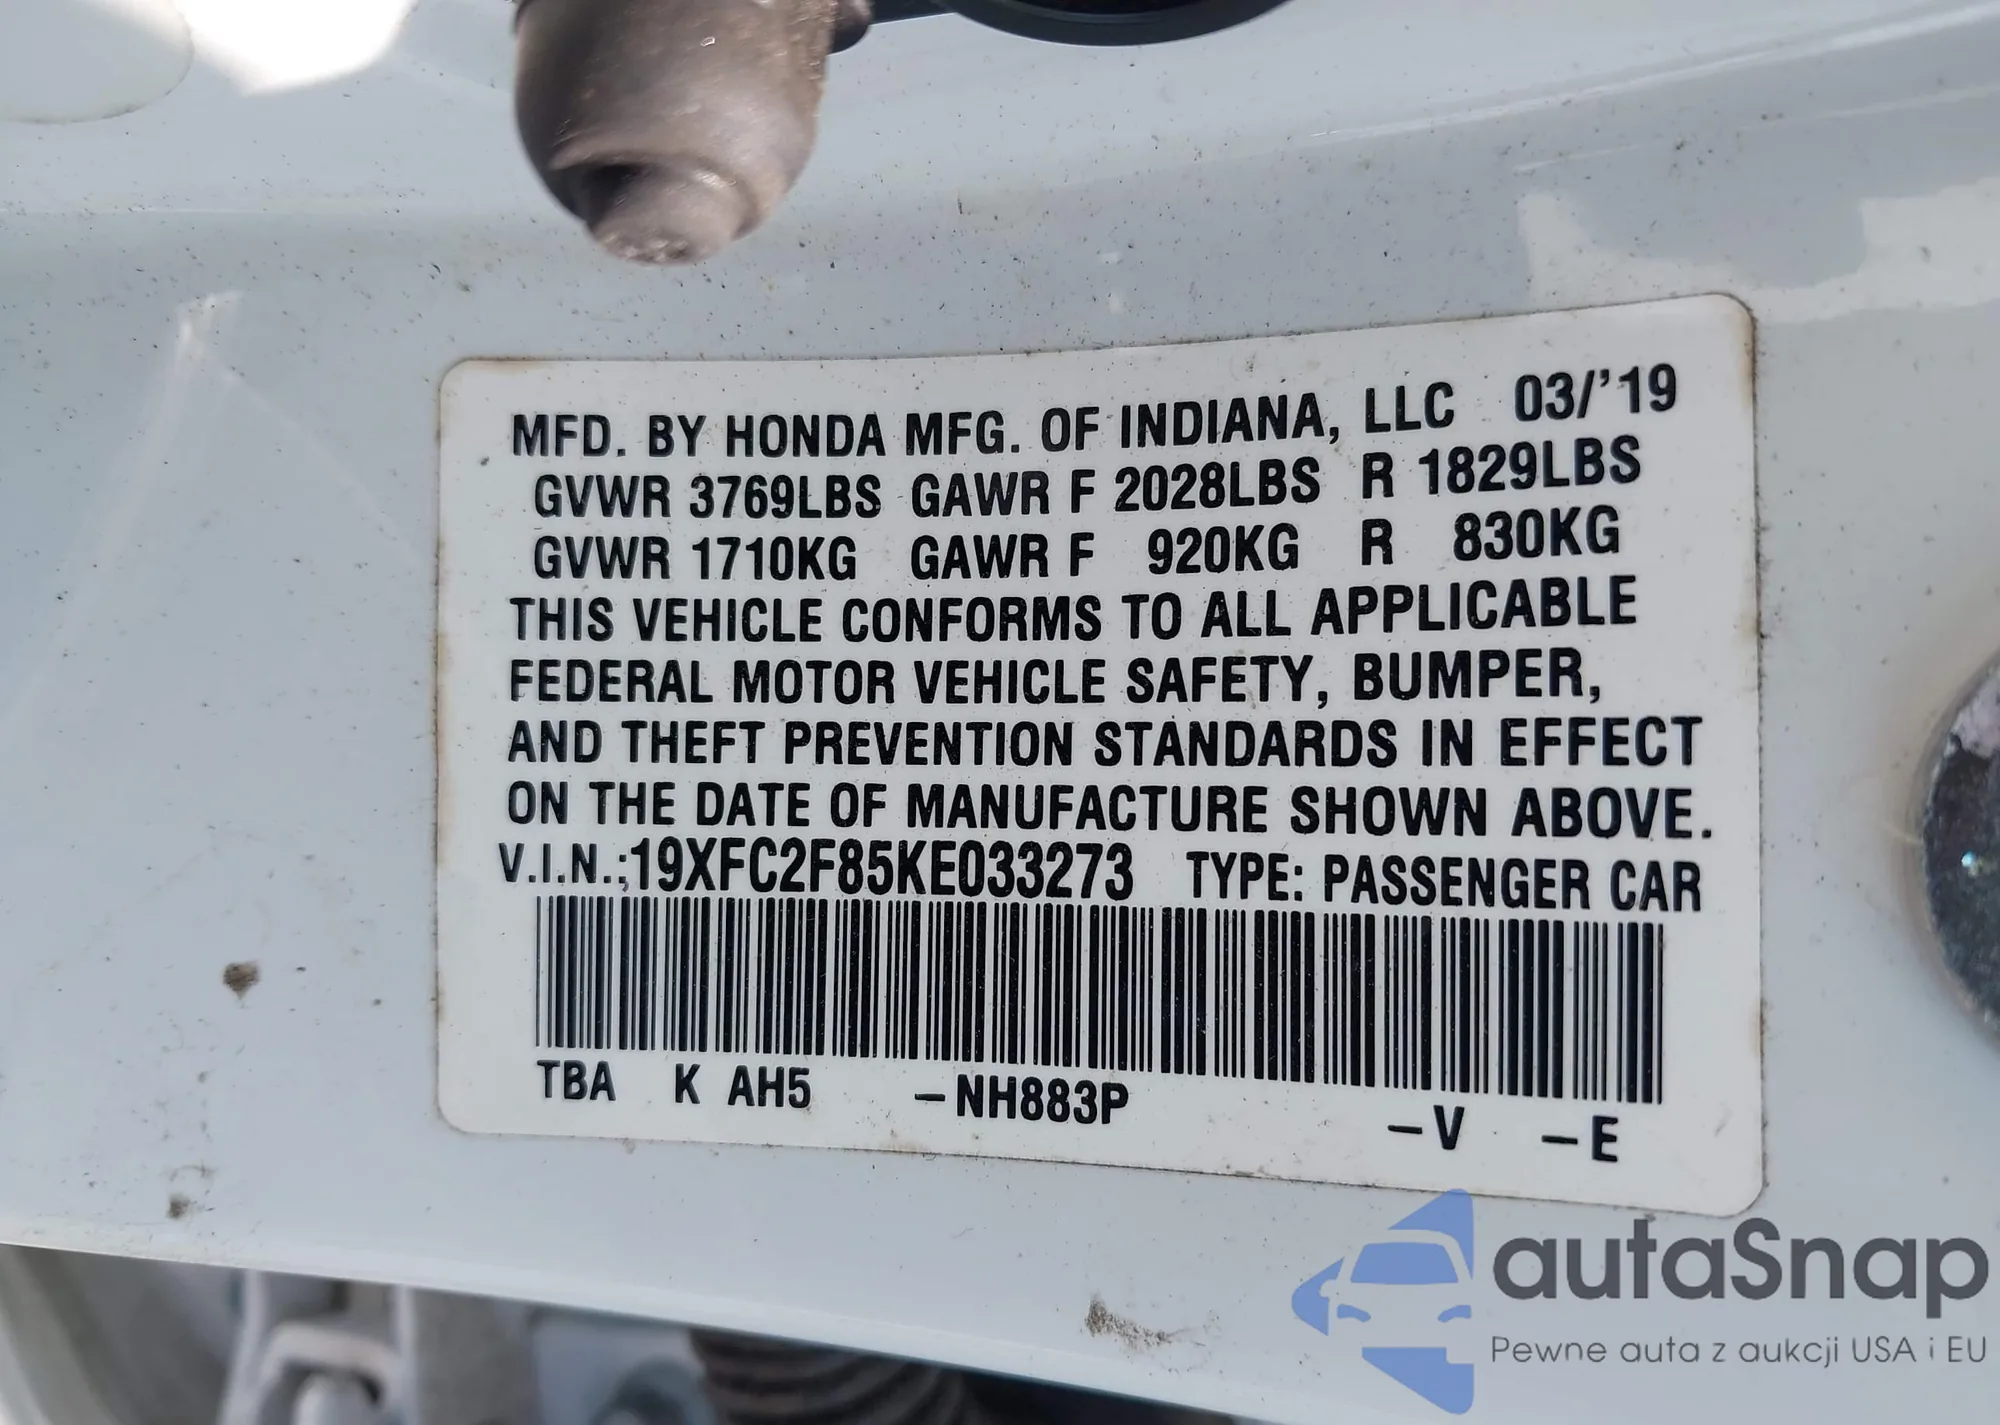 MFD. BY HONDA MFG. OF INDIANA, LLC 03/'19
GVWR 3769LBS GAWR F 2028LBS R 1829LBS
GVWR 1710KG GAWR F 920KG R 830KG
THIS VEHICLE CONFORMS TO ALL APPLICABLE
FEDERAL MOTOR VEHICLE SAFETY, BUMPER,
AND THEFT PREVENTION STANDARDS IN EFFECT
ON THE DATE OF MANUFACTURE SHOWN ABOVE.
V.I.N.:19XFC2F85KE033273 TYPE: PASSENGER CAR
TBA K AH5 -NH883P -V -E
autaSnap
Pewne auta z aukcji USA i EU